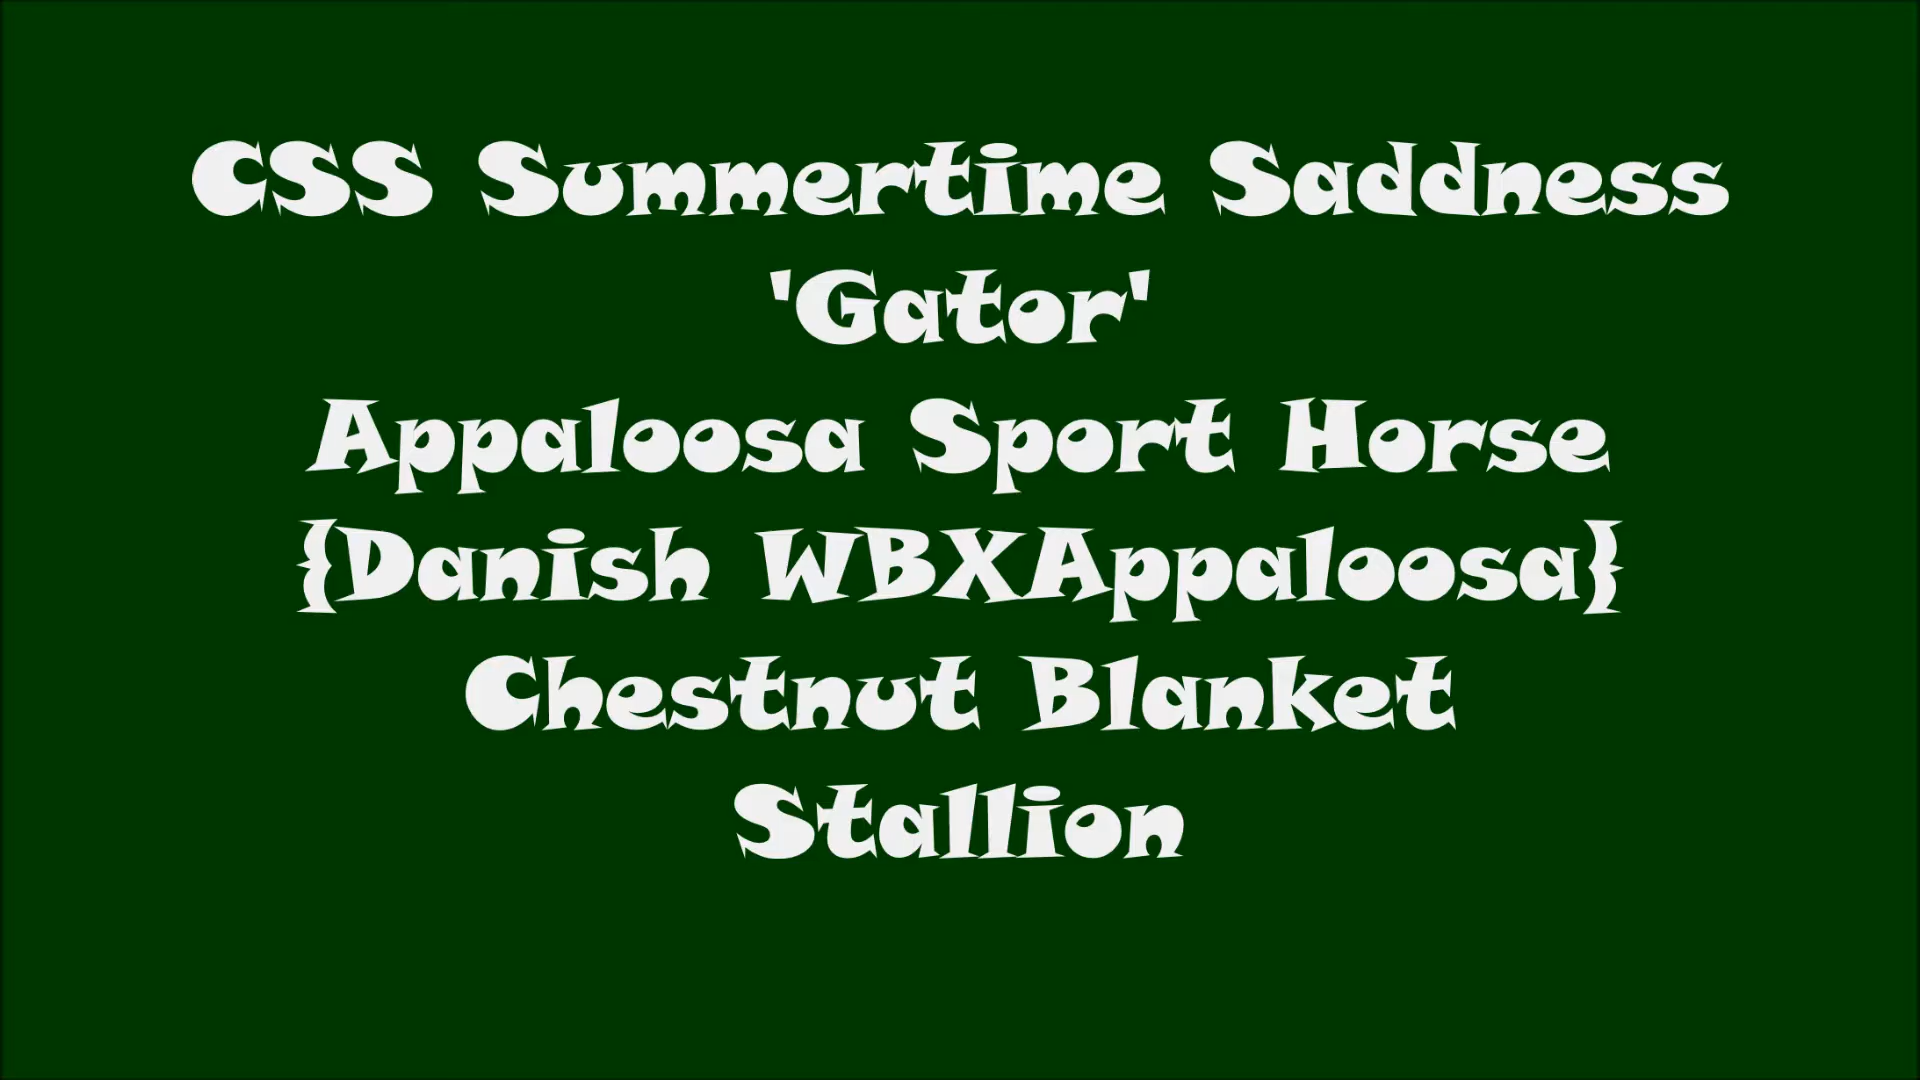 CSS Summertime Saddness
'Gator'
Appaloosa Sport Horse
{Danish WBXAppaloosa}
Chestnut Blanket
Stallion